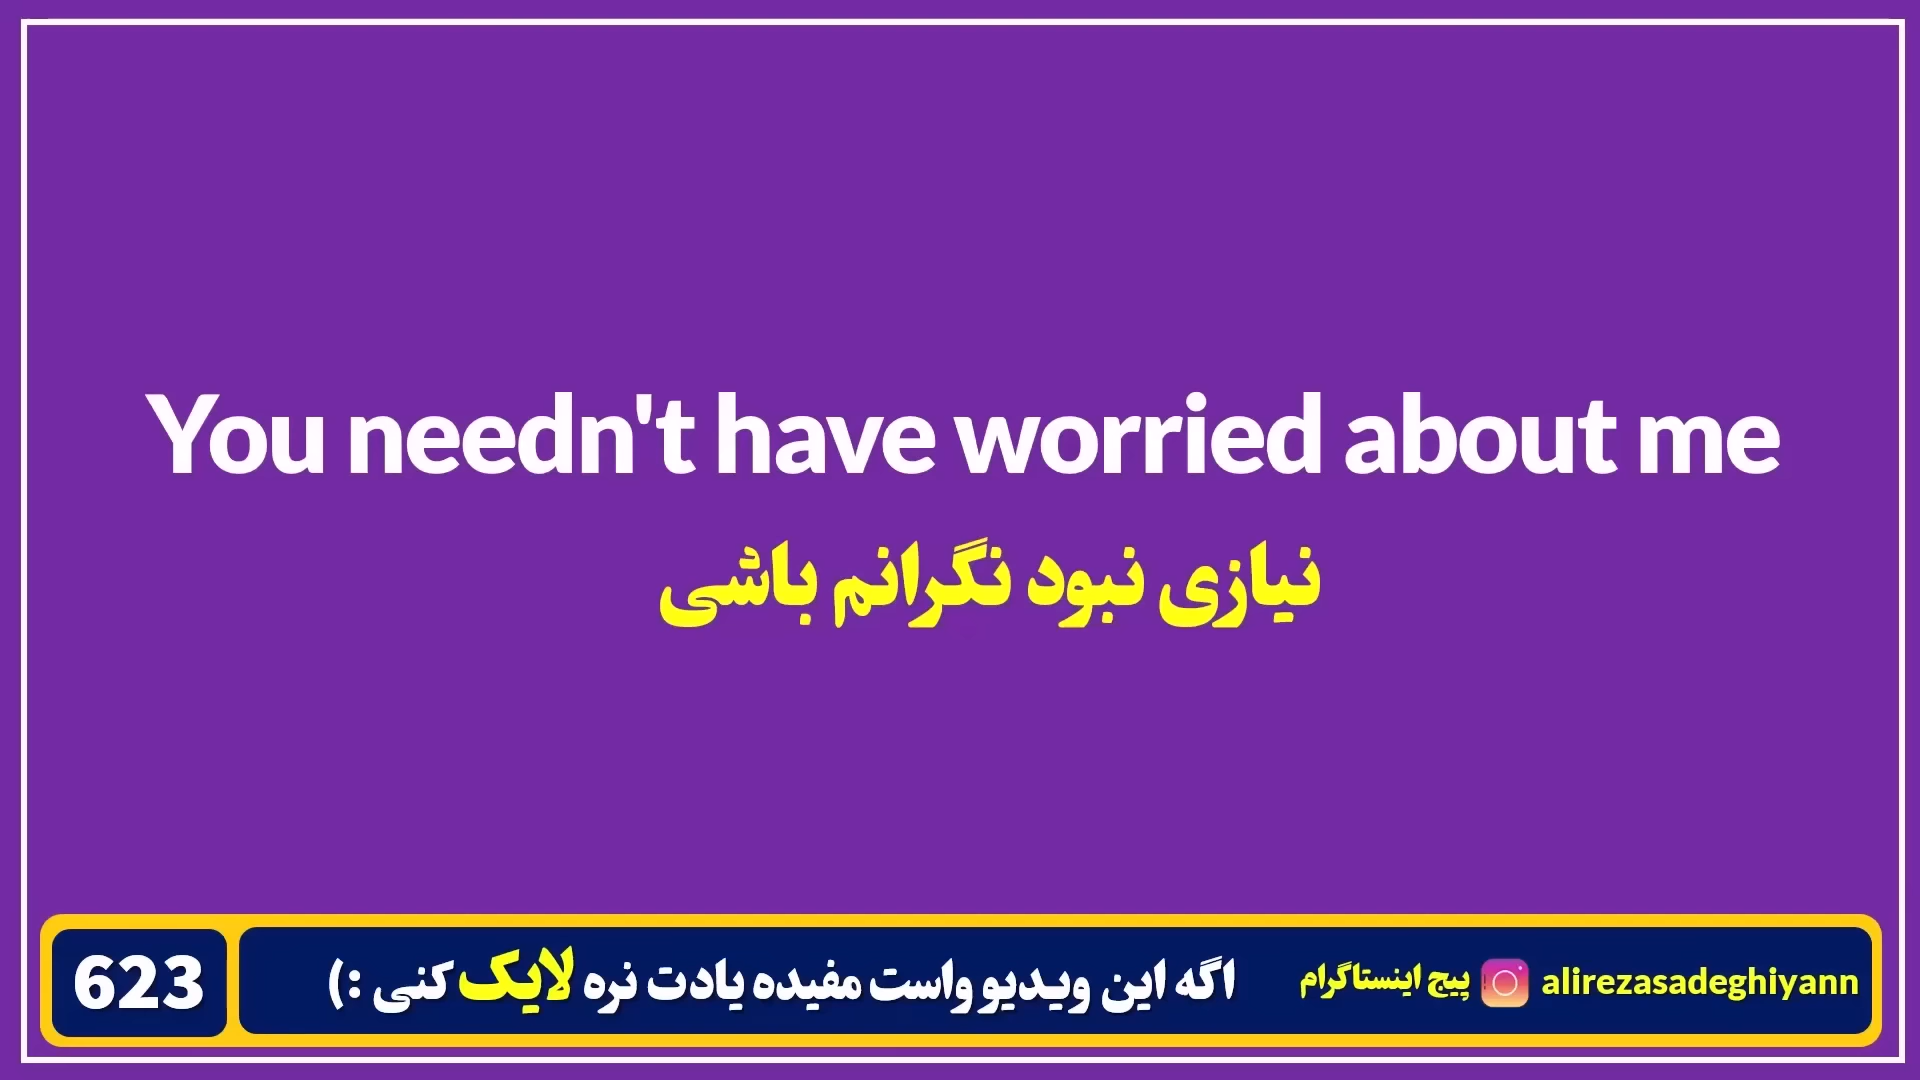 You needn't have worried about me
نیازی نبود نگرانم باشی
623
اگه این ویدیو واست مفیده یادت نره لایک کنی :)
پیج اینستاگرام
alirezasadeghiyann